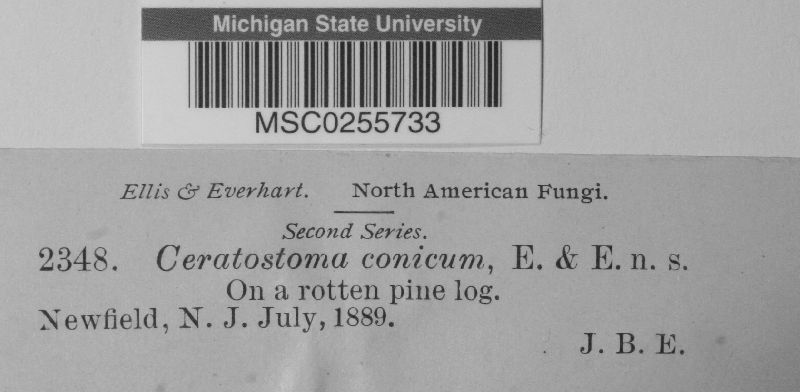 Michigan State University
MSC0255733
Ellis & Everhart. North American Fungi.
Second Series.
2348. Ceratostoma conicum, E. & E. n. s.
On a rotten pine log.
Newfield, N. J. July, 1889.
J. B. E.